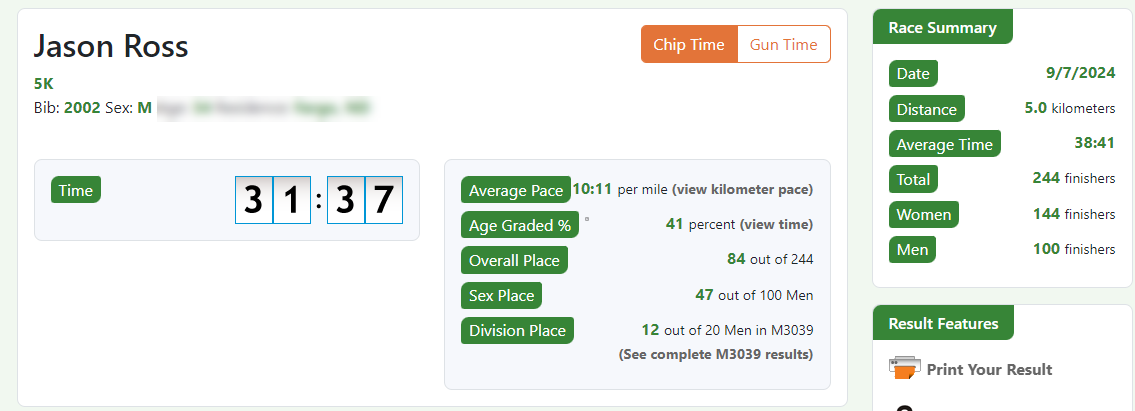 Jason Ross
Chip Time
Gun Time
5K
Bib: 2002 Sex: M
Time
31:37
Average Pace 10:11 per mile (view kilometer pace)
Age Graded % 41 percent (view time)
Overall Place 84 out of 244
Sex Place 47 out of 100 Men
Division Place 12 out of 20 Men in M3039
(See complete M3039 results)
Race Summary
Date 9/7/2024
Distance 5.0 kilometers
Average Time 38:41
Total 244 finishers
Women 144 finishers
Men 100 finishers
Result Features
Print Your Result